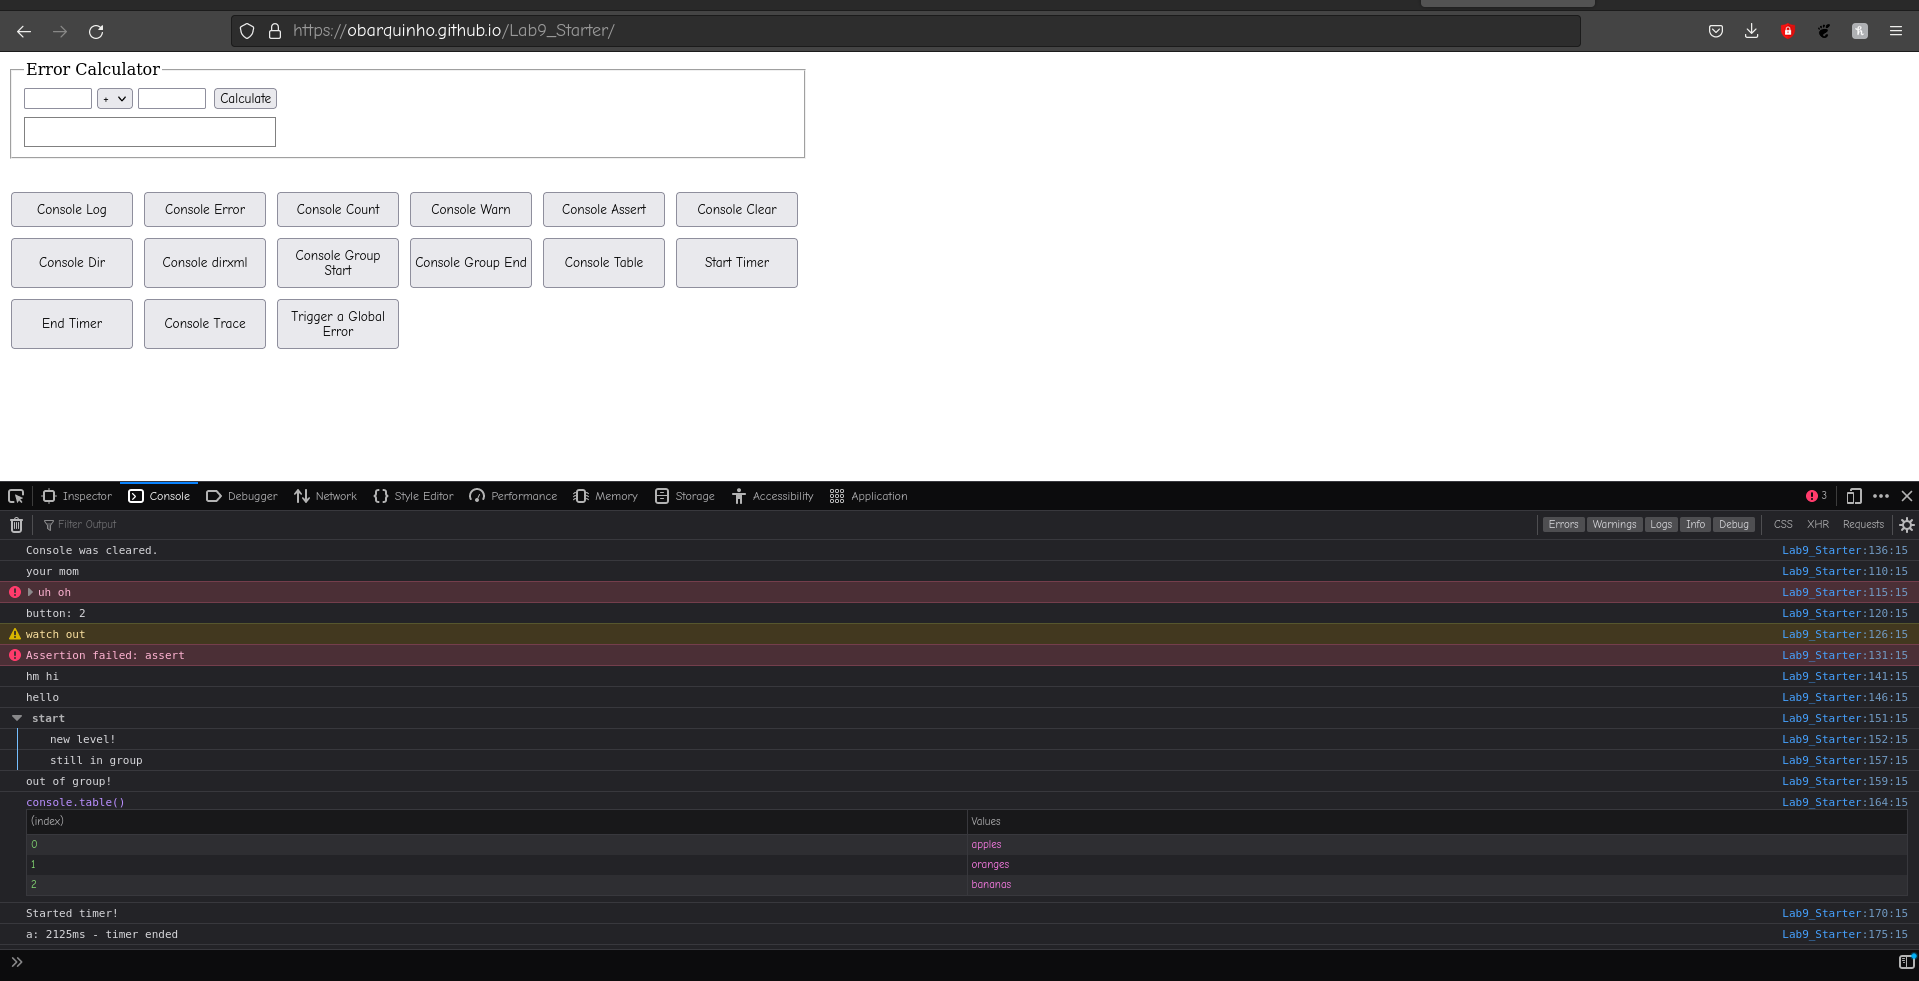 https://obarquinho.github.io/Lab9_Starter/
Error Calculator
+ Calculate
Console Log Console Error Console Count Console Warn Console Assert Console Clear
Console Dir Console dirxml Console Group Start Console Group End Console Table Start Timer
End Timer Console Trace Trigger a Global Error
Inspector Console Debugger Network Style Editor Performance Memory Storage Accessibility Application 3
Filter Output Errors Warnings Logs Info Debug CSS XHR Requests
Console was cleared. Lab9_Starter:136:15
your mom Lab9_Starter:110:15
uh oh Lab9_Starter:115:15
button: 2 Lab9_Starter:120:15
watch out Lab9_Starter:126:15
Assertion failed: assert Lab9_Starter:131:15
hm hi Lab9_Starter:141:15
hello Lab9_Starter:146:15
start Lab9_Starter:151:15
new level! Lab9_Starter:152:15
still in group Lab9_Starter:157:15
out of group! Lab9_Starter:159:15
console.table() Lab9_Starter:164:15
(index) Values
0 apples
1 oranges
2 bananas
Started timer! Lab9_Starter:170:15
a: 2125ms - timer ended Lab9_Starter:175:15